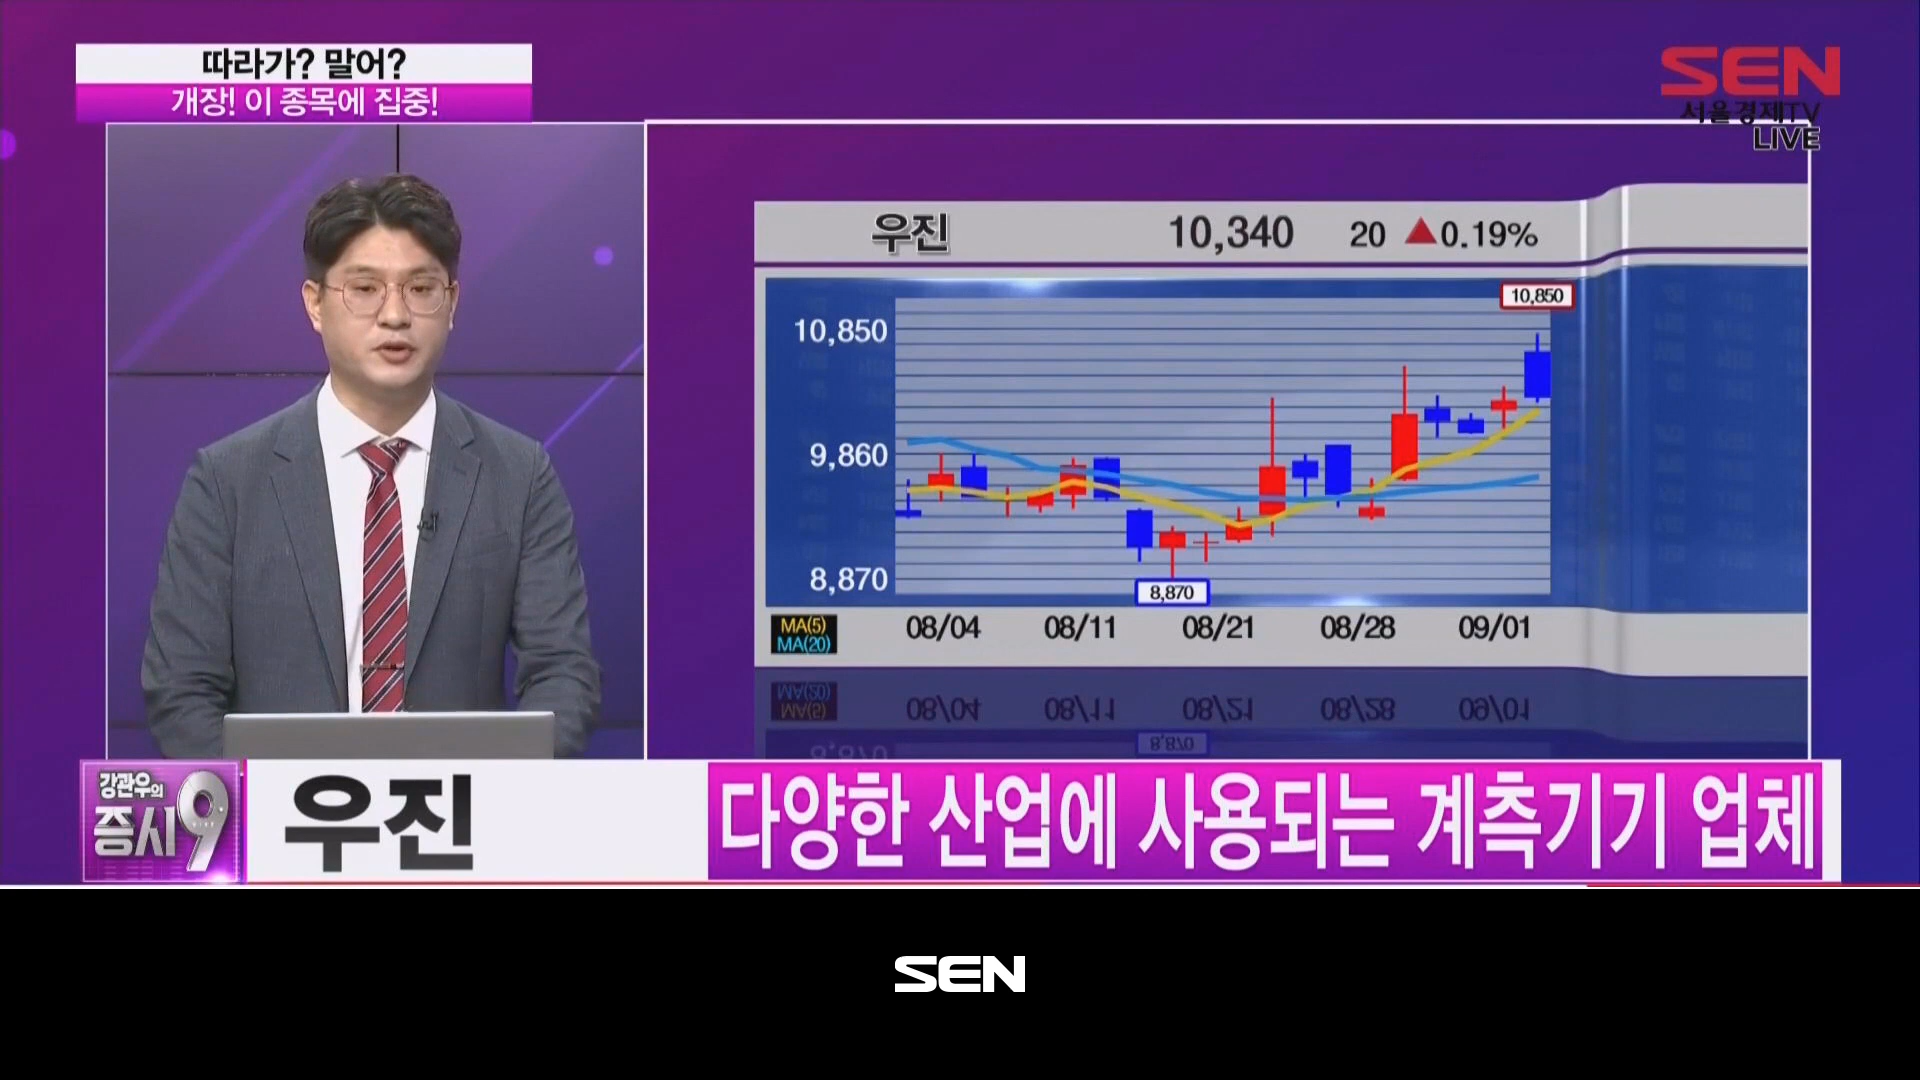 따라가? 말어?
개장! 이 종목에 집중!
SEN
서울경제TV
LIVE
우진 10,340 20 ▲0.19%
10,850
10,850
9,860
8,870
8,870
MA(5)
MA(20)
08/04 08/11 08/21 08/28 09/01
강관우의
증시9
우진
다양한 산업에 사용되는 계측기기 업체
SEN